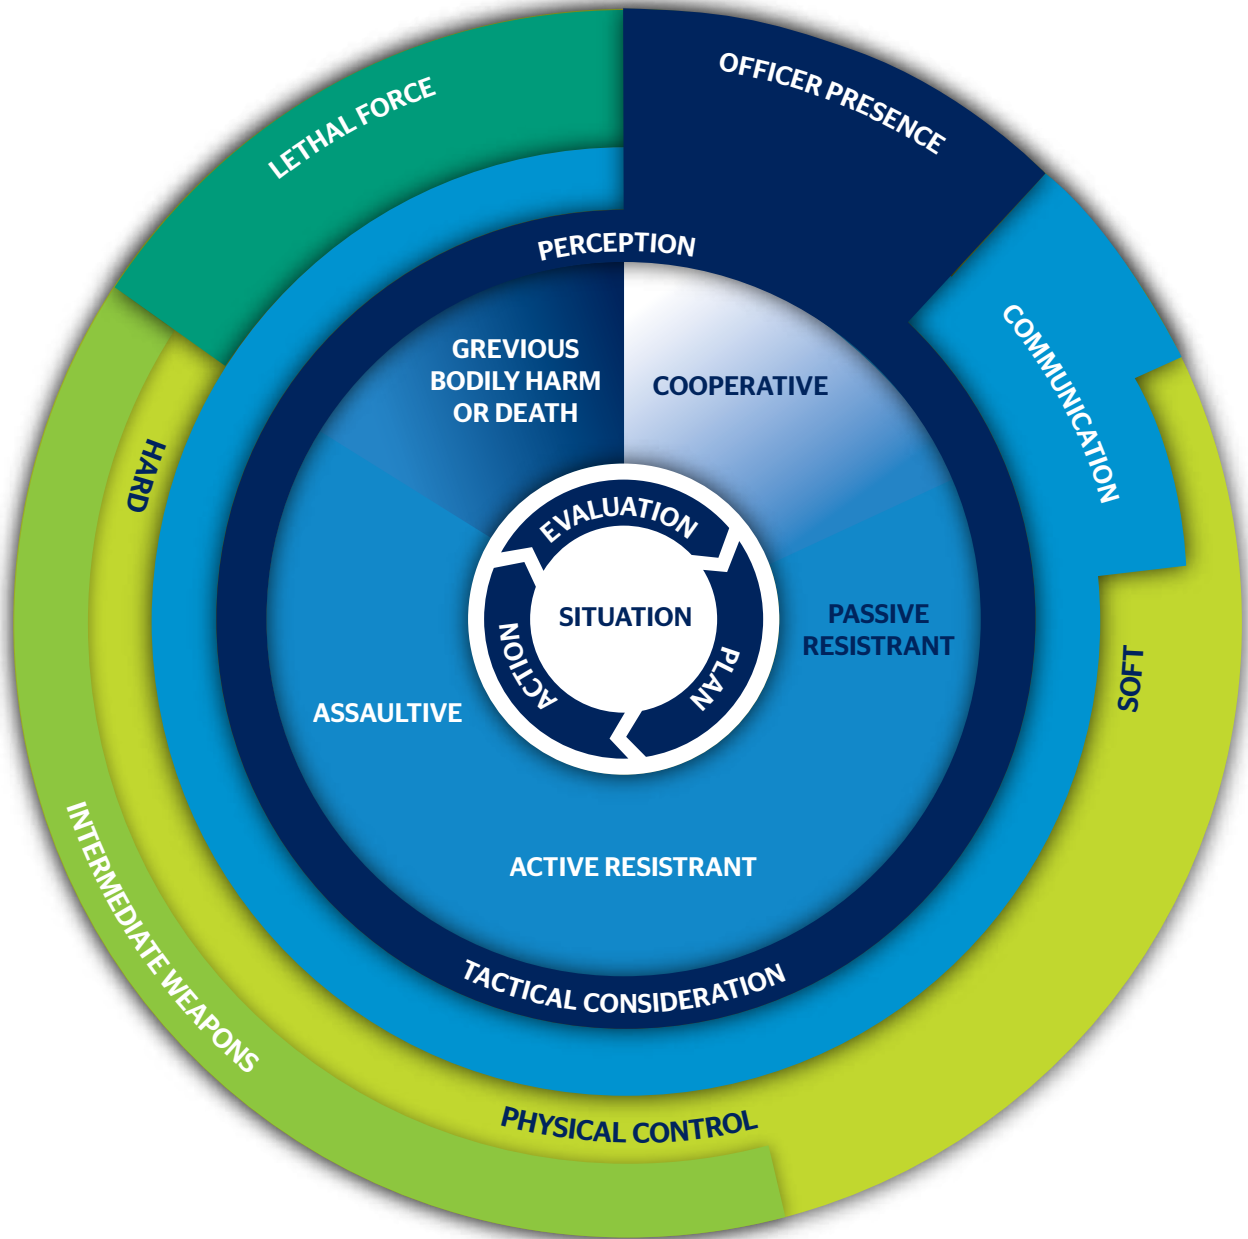 LETHAL FORCE
OFFICER PRESENCE
COMMUNICATION
PERCEPTION
GREVIOUS
BODILY HARM
OR DEATH
COOPERATIVE
HARD
EVALUATION
SITUATION
ACTION
PLAN
PASSIVE
RESISTRANT
SOFT
ASSAULTIVE
ACTIVE RESISTRANT
TACTICAL CONSIDERATION
INTERMEDIATE WEAPONS
PHYSICAL CONTROL